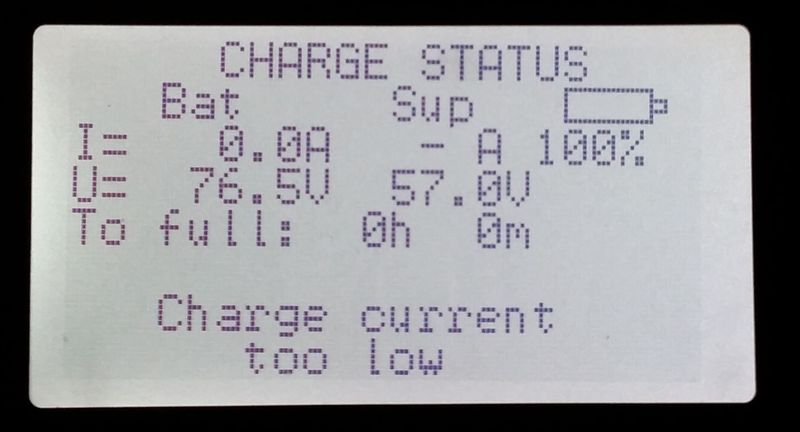 CHARGE STATUS
Bat Sup
I= 0.0A - A 100%
U= 76.5V 57.0V
To full: 0h 0m
Charge current
too low